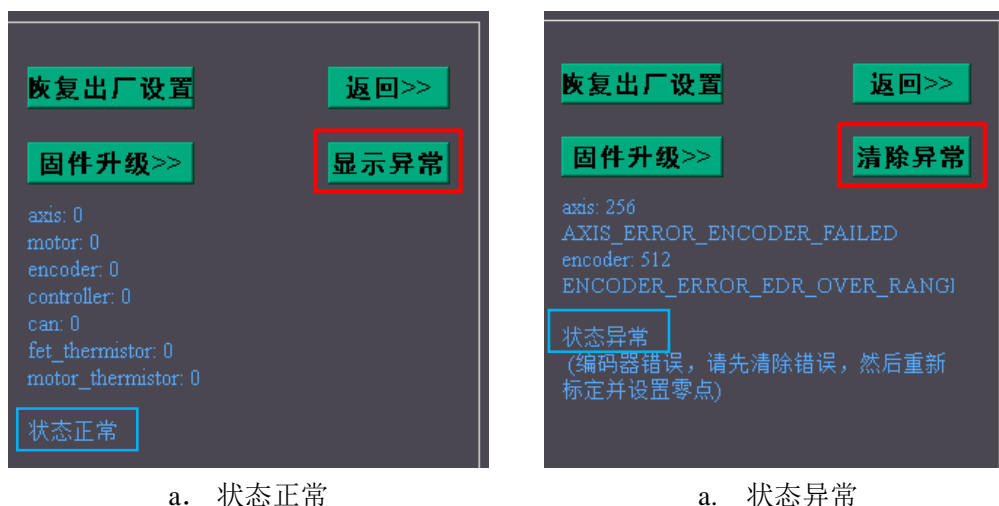 恢复出厂设置
返回>>
固件升级>>
显示异常
axis: 0
motor: 0
encoder: 0
controller: 0
can: 0
fet_thermistor: 0
motor_thermistor: 0
状态正常
a. 状态正常
恢复出厂设置
返回>>
固件升级>>
清除异常
axis: 256
AXIS_ERROR_ENCODER_FAILED
encoder: 512
ENCODER_ERROR_EDR_OVER_RANGI
状态异常
(编码器错误，请先清除错误，然后重新
标定并设置零点)
a. 状态异常